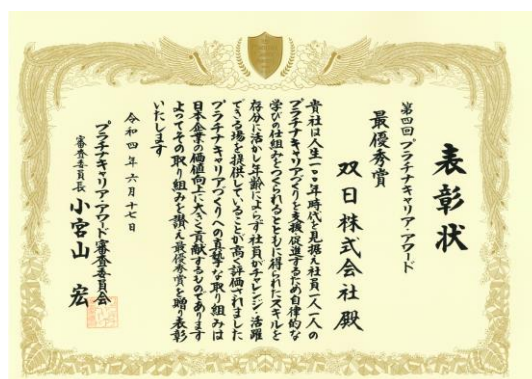 表彰状
第四回 プラチナキャリア・アワード
最優秀賞
双日株式会社殿
貴社は人生一〇〇年時代を見据え社員一人一人の
プラチナキャリアづくりを支援・促進するため自律的な
学びの仕組みをつくられるとともに得られたスキルを
存分に活かし年齢によらず社員がチャレンジ・活躍
できる場を提供していることが高く評価されました
プラチナキャリアづくりへの真摯な取り組みは
日本企業の価値向上に大きく貢献するものであります
よってその取り組みを讃え最優秀賞を贈り表彰
いたします
令和四年六月十七日
プラチナキャリア・アワード審査委員会
審査委員長 小宮山 宏